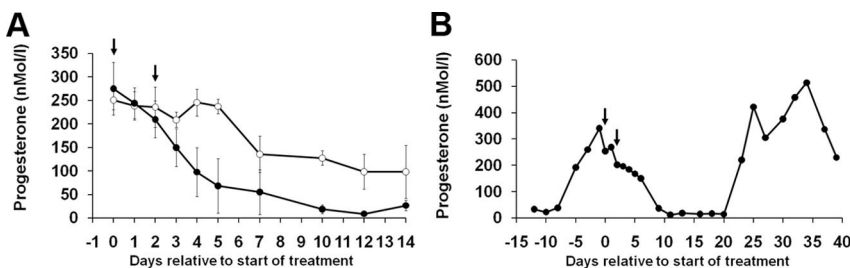 A
Progesterone (nMol/l)
350
300
250
200
150
100
50
0
-1 0 1 2 3 4 5 6 7 8 9 10 11 12 13 14
Days relative to start of treatment
B
Progesterone (nMol/l)
600
500
400
300
200
100
0
-15 -10 -5 0 5 10 15 20 25 30 35 40
Days relative to start of treatment